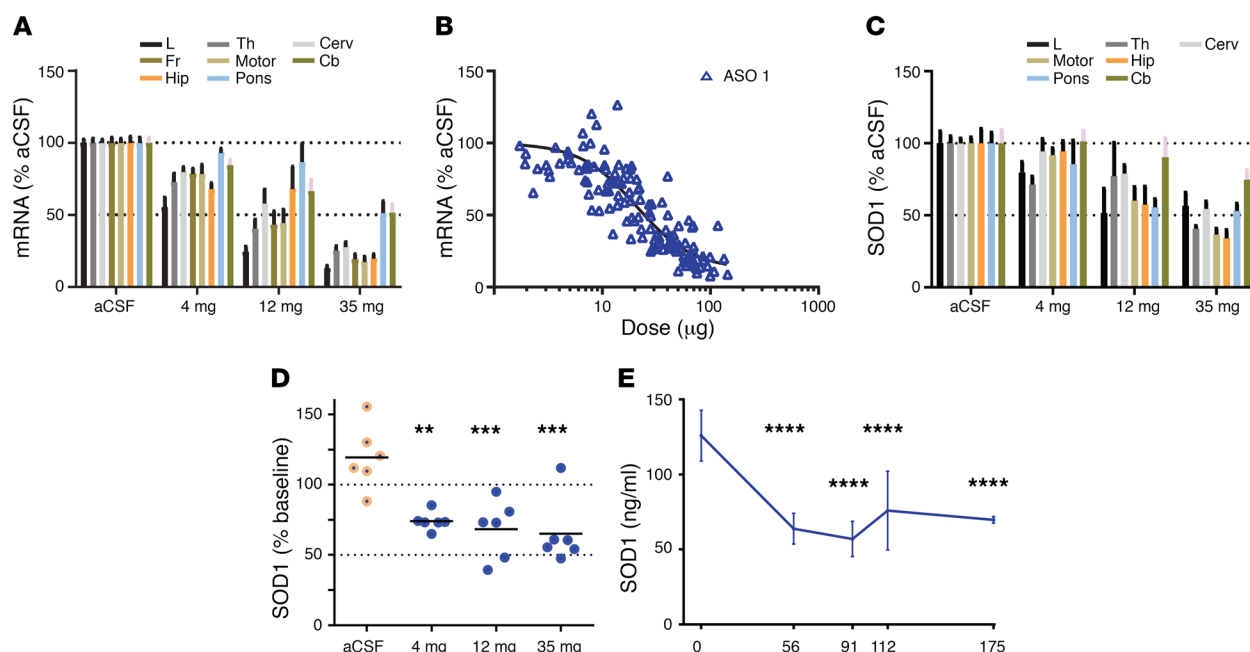 A
L Th Cerv
Fr Motor Cb
Hip Pons
mRNA (% aCSF)
150
100
50
0
aCSF 4 mg 12 mg 35 mg
B
ASO 1
mRNA (% aCSF)
150
100
50
0
10 100 1000
Dose (μg)
C
L Th Cerv
Motor Hip
Pons Cb
SOD1 (% aCSF)
150
100
50
0
aCSF 4 mg 12 mg 35 mg
D
SOD1 (% baseline)
150
100
50
0
** *** ***
aCSF 4 mg 12 mg 35 mg
E
SOD1 (ng/ml)
150
100
50
0
**** ****
**** ****
0 56 91 112 175